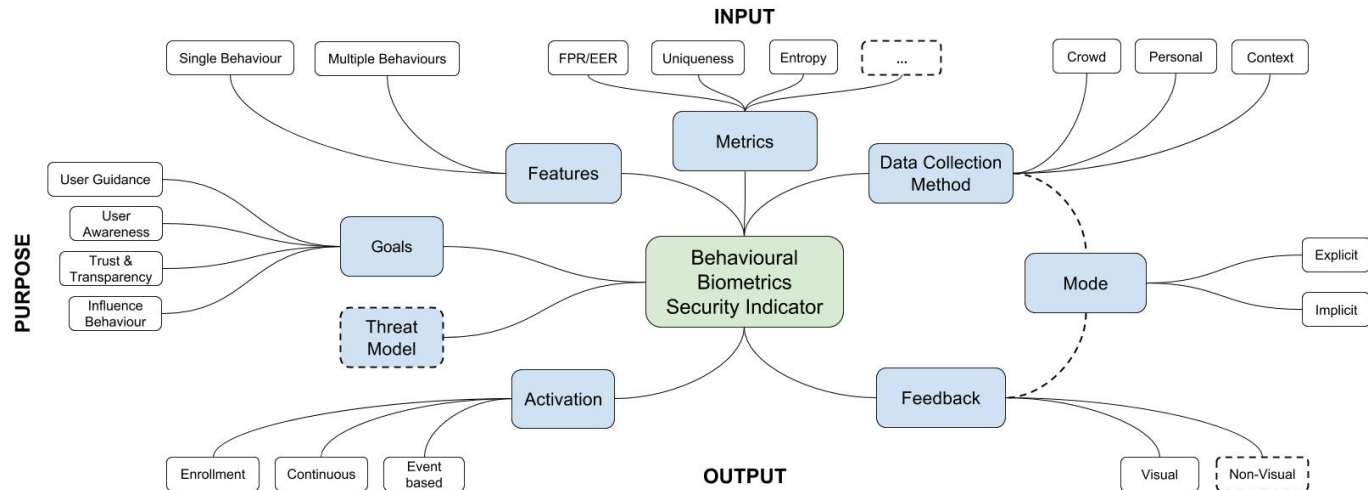 INPUT
Single Behaviour
Multiple Behaviours
FPR/EER
Uniqueness
Entropy
...
Crowd
Personal
Context
Metrics
Features
Data Collection
Method
PURPOSE
User Guidance
User
Awareness
Trust &
Transparency
Influence
Behaviour
Goals
Threat
Model
Behavioural
Biometrics
Security Indicator
Mode
Explicit
Implicit
Activation
Feedback
Enrollment
Continuous
Event
based
OUTPUT
Visual
Non-Visual